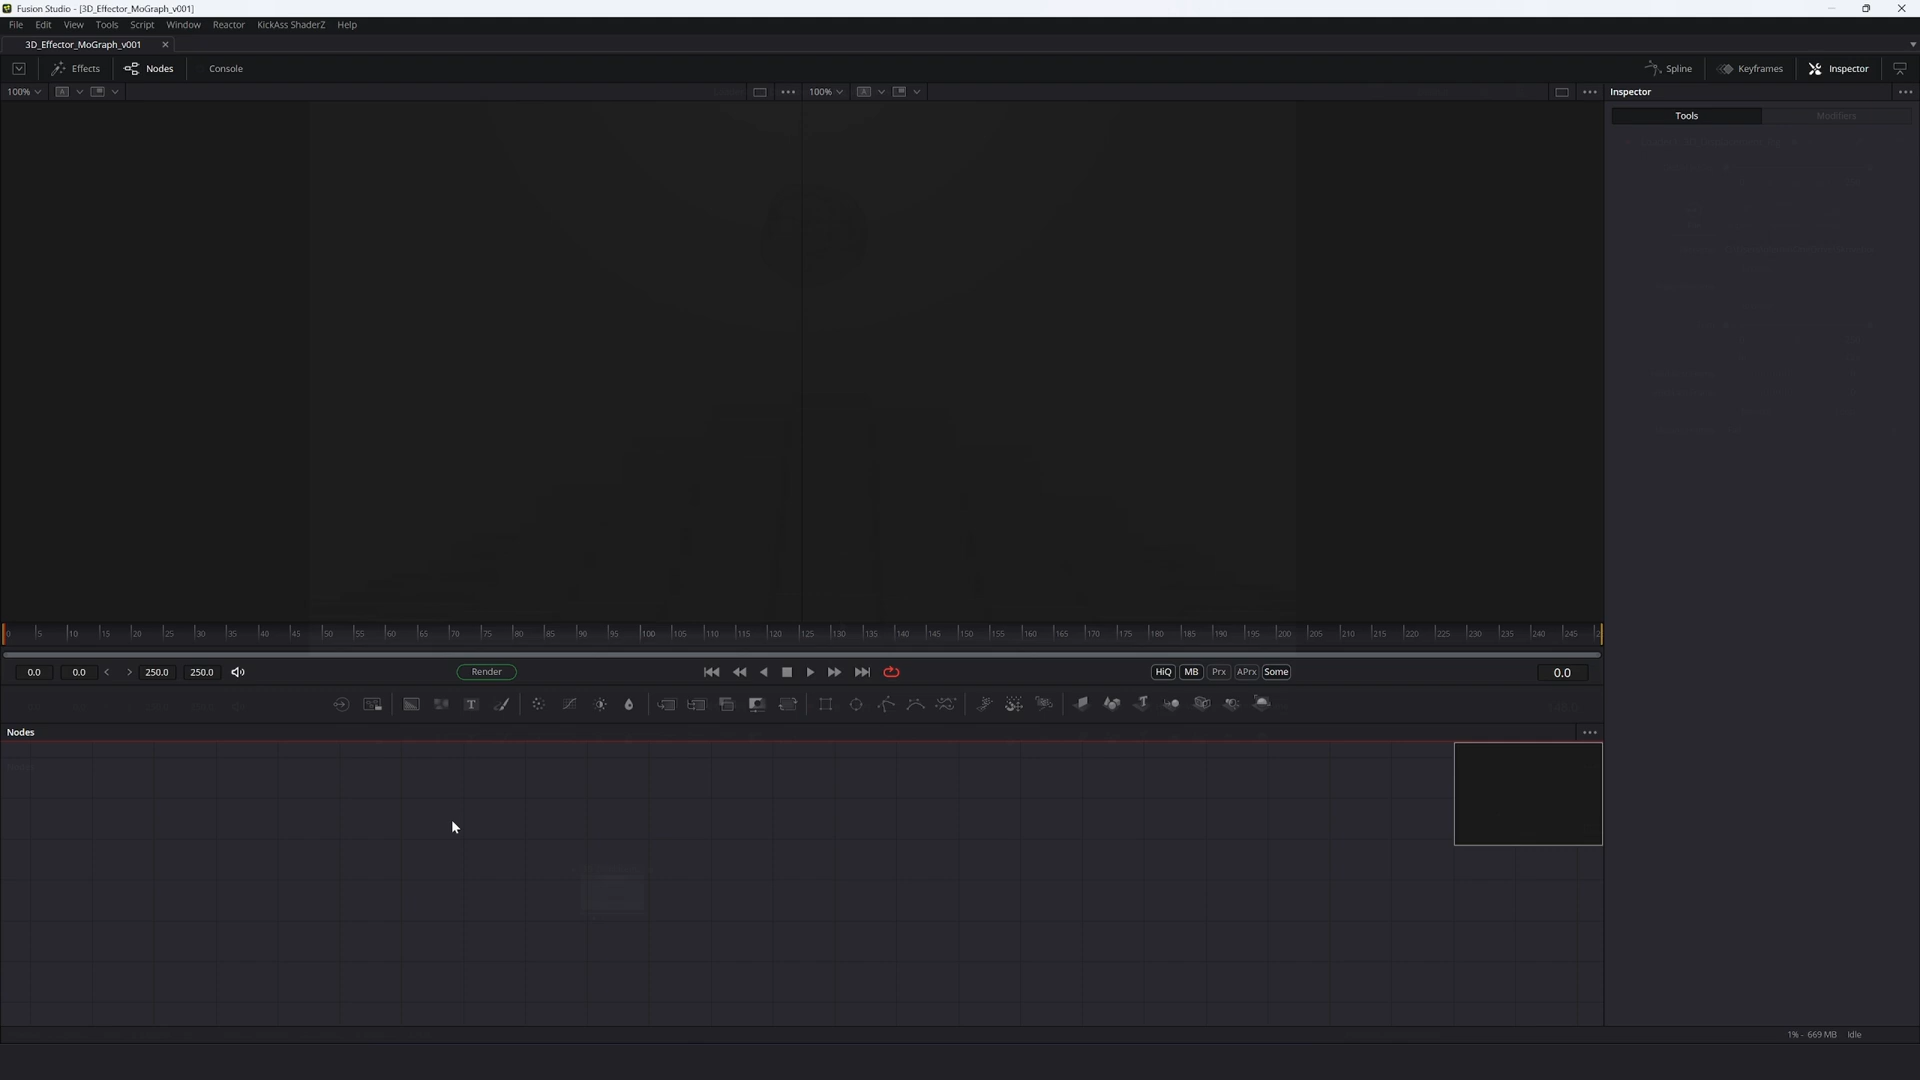 Fusion Studio - [3D_Effector_MoGraph_v001]
File Edit View Tools Script Window Reactor KickAss ShaderZ Help
3D_Effector_MoGraph_v001
Effects Nodes Console Spline Keyframes Inspector
100% A 100% A Inspector
Tools Modifiers
0 5 10 15 20 25 30 35 40 45 50 55 60 65 70 75 80 85 90 95 100 105 110 115 120 125 130 135 140 145 150 155 160 165 170 175 180 185 190 195 200 205 210 215 220 225 230 235 240 245
0.0 0.0 < > 250.0 250.0 Render HiQ MB Prx APrx Some 0.0
Nodes
1% - 669 MB Idle